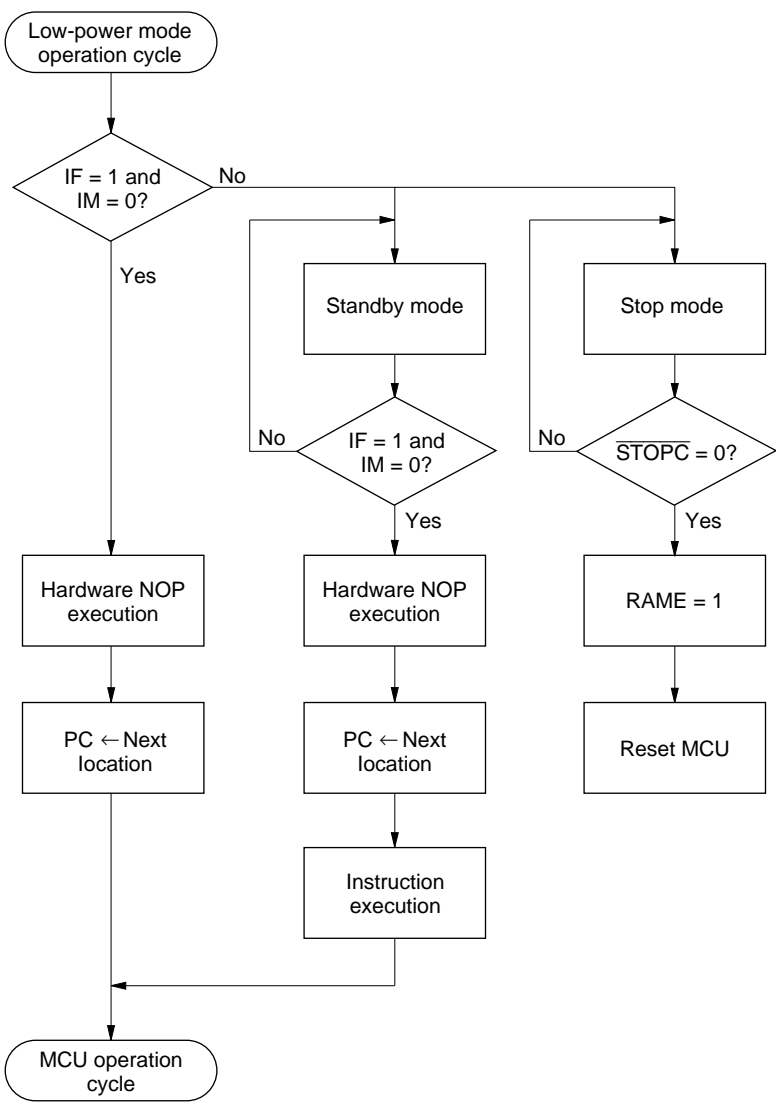 Low-power mode
operation cycle
IF = 1 and
IM = 0?
No
Yes
Standby mode
Stop mode
No
IF = 1 and
IM = 0?
Yes
No
S̅T̅O̅P̅C̅ = 0?
Yes
Hardware NOP
execution
Hardware NOP
execution
RAME = 1
PC ← Next
location
PC ← Next
location
Reset MCU
Instruction
execution
MCU operation
cycle